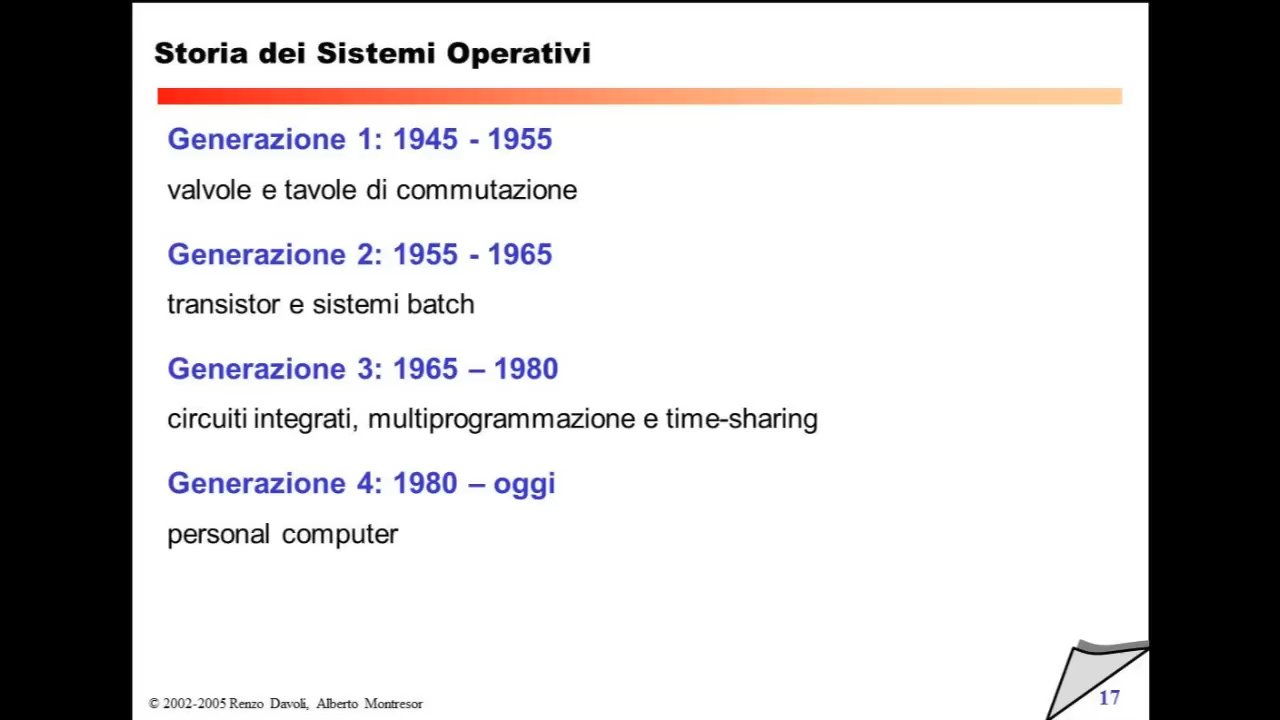 Storia dei Sistemi Operativi
Generazione 1: 1945 - 1955
valvole e tavole di commutazione
Generazione 2: 1955 - 1965
transistor e sistemi batch
Generazione 3: 1965 – 1980
circuiti integrati, multiprogrammazione e time-sharing
Generazione 4: 1980 – oggi
personal computer
© 2002-2005 Renzo Davoli, Alberto Montresor
17